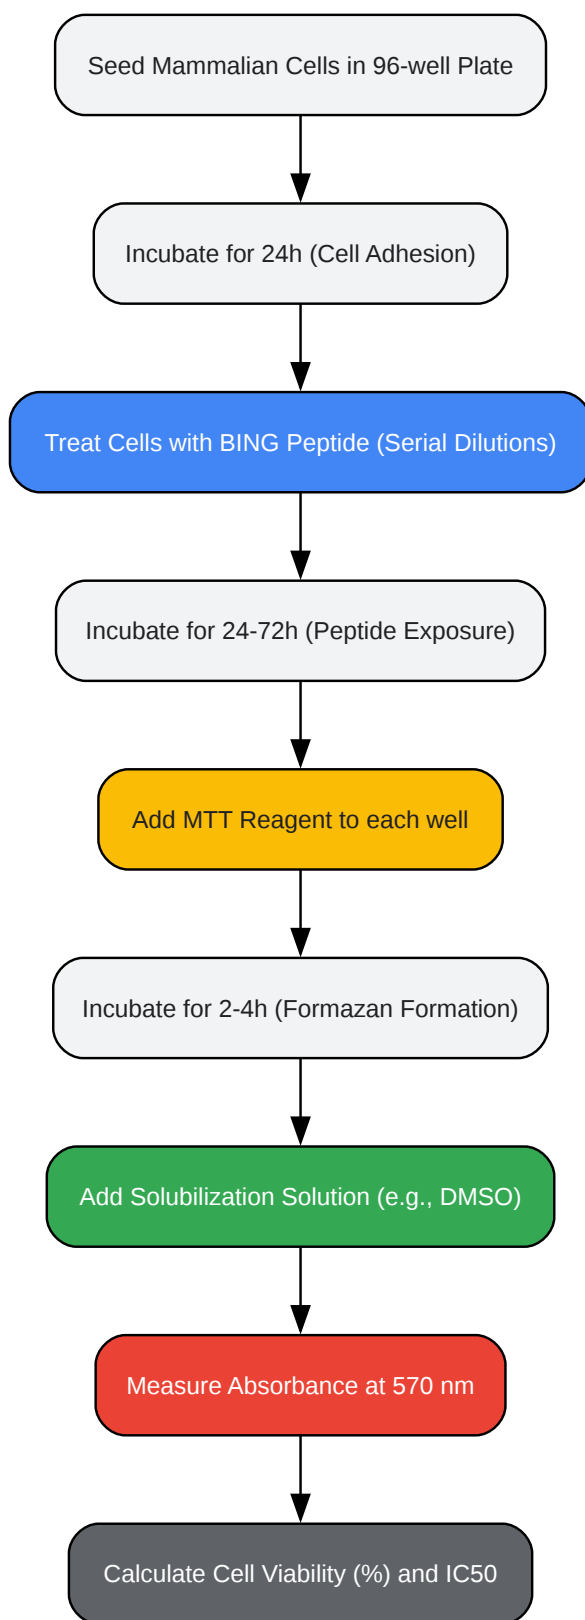 Seed Mammalian Cells in 96-well Plate
Incubate for 24h (Cell Adhesion)
Treat Cells with BING Peptide (Serial Dilutions)
Incubate for 24-72h (Peptide Exposure)
Add MTT Reagent to each well
Incubate for 2-4h (Formazan Formation)
Add Solubilization Solution (e.g., DMSO)
Measure Absorbance at 570 nm
Calculate Cell Viability (%) and IC50